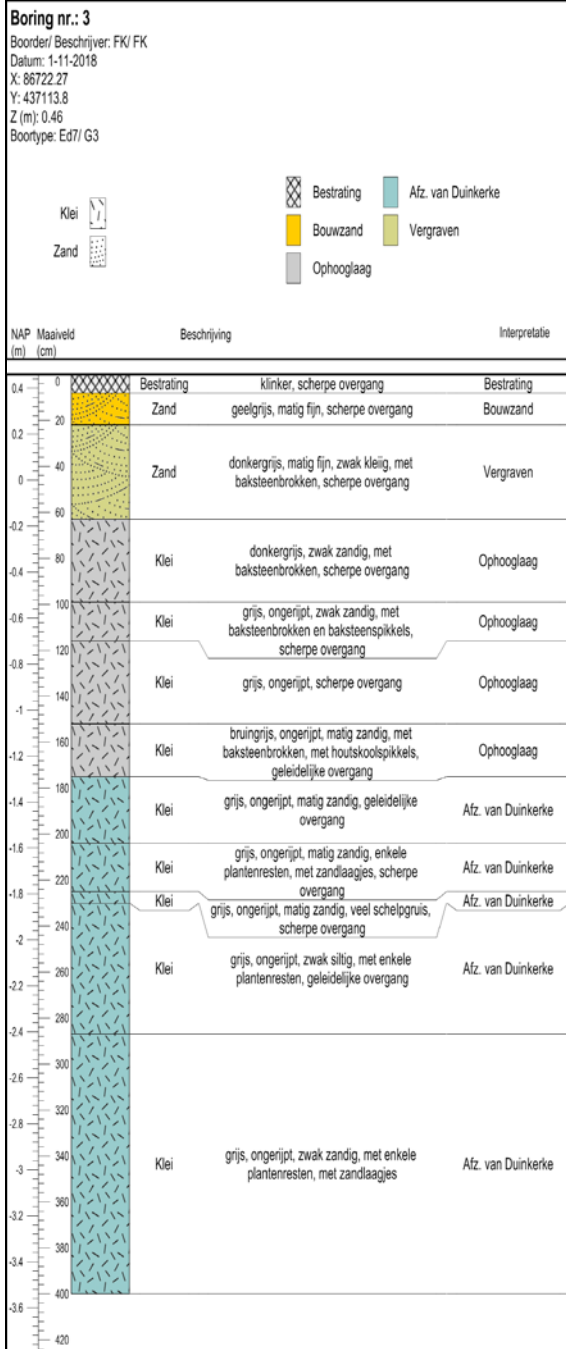 Boring nr.: 3
Boorder/ Beschrijver: FK/ FK
Datum: 1-11-2018
X: 86722.27
Y: 437113.8
Z (m): 0.46
Boortype: Ed7/ G3
Klei
Zand
Bestrating
Bouwzand
Ophooglaag
Afz. van Duinkerke
Vergraven
NAP Maaiveld Beschrijving Interpretatie
(m) (cm)
0.4 0 Bestrating klinker, scherpe overgang Bestrating
20 Zand geelgrijs, matig fijn, scherpe overgang Bouwzand
0.2
40 donkergrijs, matig fijn, zwak kleiig, met
0 Zand Vergraven
baksteenbrokken, scherpe overgang
60
-0.2
donkergrijs, zwak zandig, met
80 Klei Ophooglaag
baksteenbrokken, scherpe overgang
-0.4
100
grijs, ongerijpt, zwak zandig, met
-0.6 Klei Ophooglaag
baksteenbrokken en baksteenspikkels,
120 scherpe overgang
-0.8
Klei grijs, ongerijpt, scherpe overgang Ophooglaag
140
-1
bruingrijs, ongerijpt, matig zandig, met
160 Klei baksteenbrokken, met houtskoolspikkels, Ophooglaag
-1.2
geleidelijke overgang
180
-1.4 grijs, ongerijpt, matig zandig, geleidelijke
Klei Afz. van Duinkerke
overgang
200
-1.6
grijs, ongerijpt, matig zandig, enkele
Klei plantenresten, met zandlaagjes, scherpe Afz. van Duinkerke
220 overgang
-1.8 Klei Afz. van Duinkerke
grijs, ongerijpt, matig zandig, veel schelpgruis,
240 scherpe overgang
-2
260 Klei grijs, ongerijpt, zwak siltig, met enkele Afz. van Duinkerke
plantenresten, geleidelijke overgang
-2.2
280
-2.4
300
-2.6
320
-2.8
340 grijs, ongerijpt, zwak zandig, met enkele
-3 Klei Afz. van Duinkerke
plantenresten, met zandlaagjes
360
-3.2
380
-3.4
400
-3.6
420